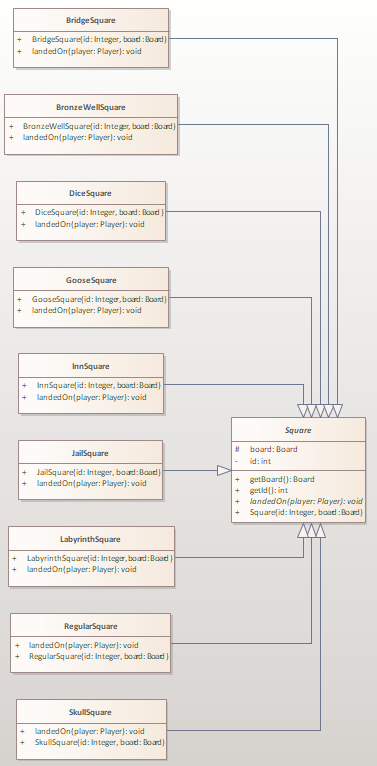 BridgeSquare
+ BridgeSquare(id: Integer, board :Board)
+ landedOn(player: Player): void
BronzeWellSquare
+ BronzeWellSquare(id: Integer, board :Board)
+ landedOn(player: Player): void
DiceSquare
+ DiceSquare(id: Integer, board: Board)
+ landedOn(player: Player): void
GooseSquare
+ GooseSquare(id: Integer, board: Board)
+ landedOn(player: Player): void
InnSquare
+ InnSquare(id: Integer, board: Board)
+ landedOn(player: Player): void
JailSquare
+ JailSquare(id: Integer, board:Board)
+ landedOn(player: Player): void
Square
# board: Board
- id: int
+ getBoard(): Board
+ getId(): int
+ landedOn(player: Player): void
+ Square(id: Integer, board :Board)
LabyrinthSquare
+ LabyrinthSquare(id: Integer, board: Board)
+ landedOn(player: Player): void
RegularSquare
+ landedOn(player: Player): void
+ RegularSquare(id: Integer, board: Board)
SkullSquare
+ landedOn(player: Player): void
+ SkullSquare(id: Integer, board: Board)